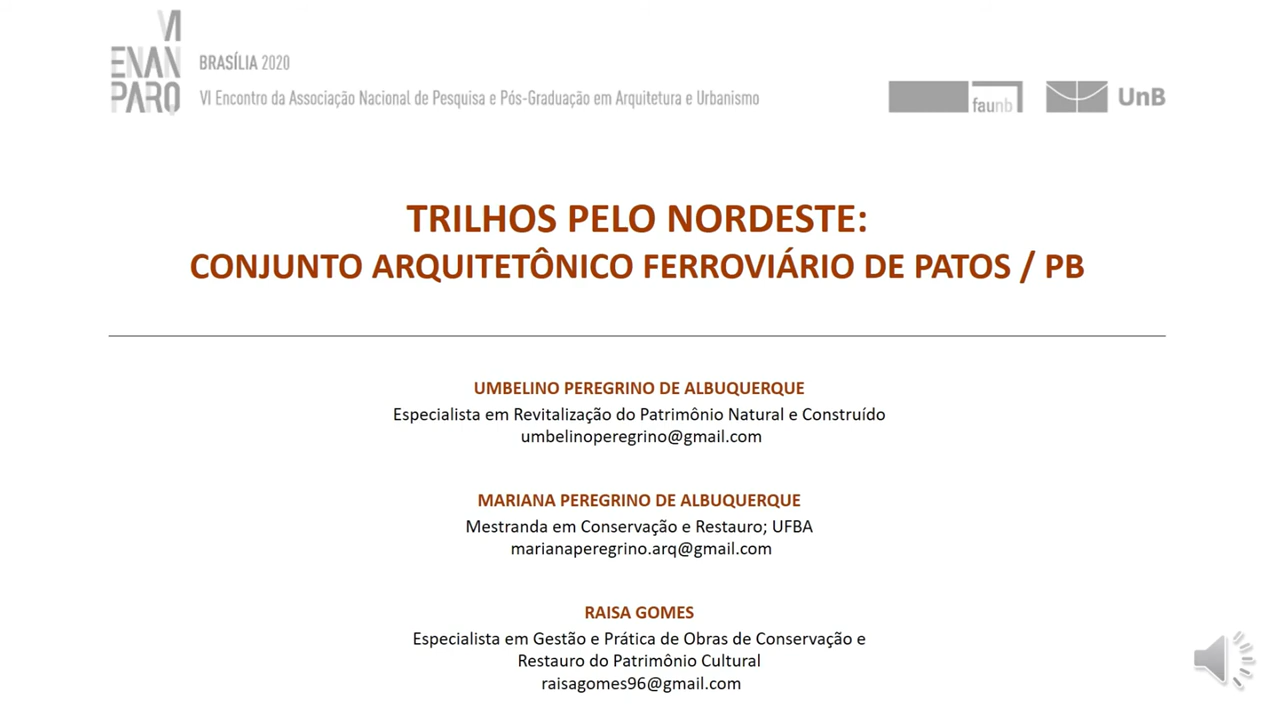 VI
ENAN
PARQ
BRASÍLIA 2020
VI Encontro da Associação Nacional de Pesquisa e Pós-Graduação em Arquitetura e Urbanismo
faunb
UnB
TRILHOS PELO NORDESTE:
CONJUNTO ARQUITETÔNICO FERROVIÁRIO DE PATOS / PB
UMBELINO PEREGRINO DE ALBUQUERQUE
Especialista em Revitalização do Patrimônio Natural e Construído
umbelinoperegrino@gmail.com
MARIANA PEREGRINO DE ALBUQUERQUE
Mestranda em Conservação e Restauro; UFBA
marianaperegrino.arq@gmail.com
RAISA GOMES
Especialista em Gestão e Prática de Obras de Conservação e
Restauro do Patrimônio Cultural
raisagomes96@gmail.com